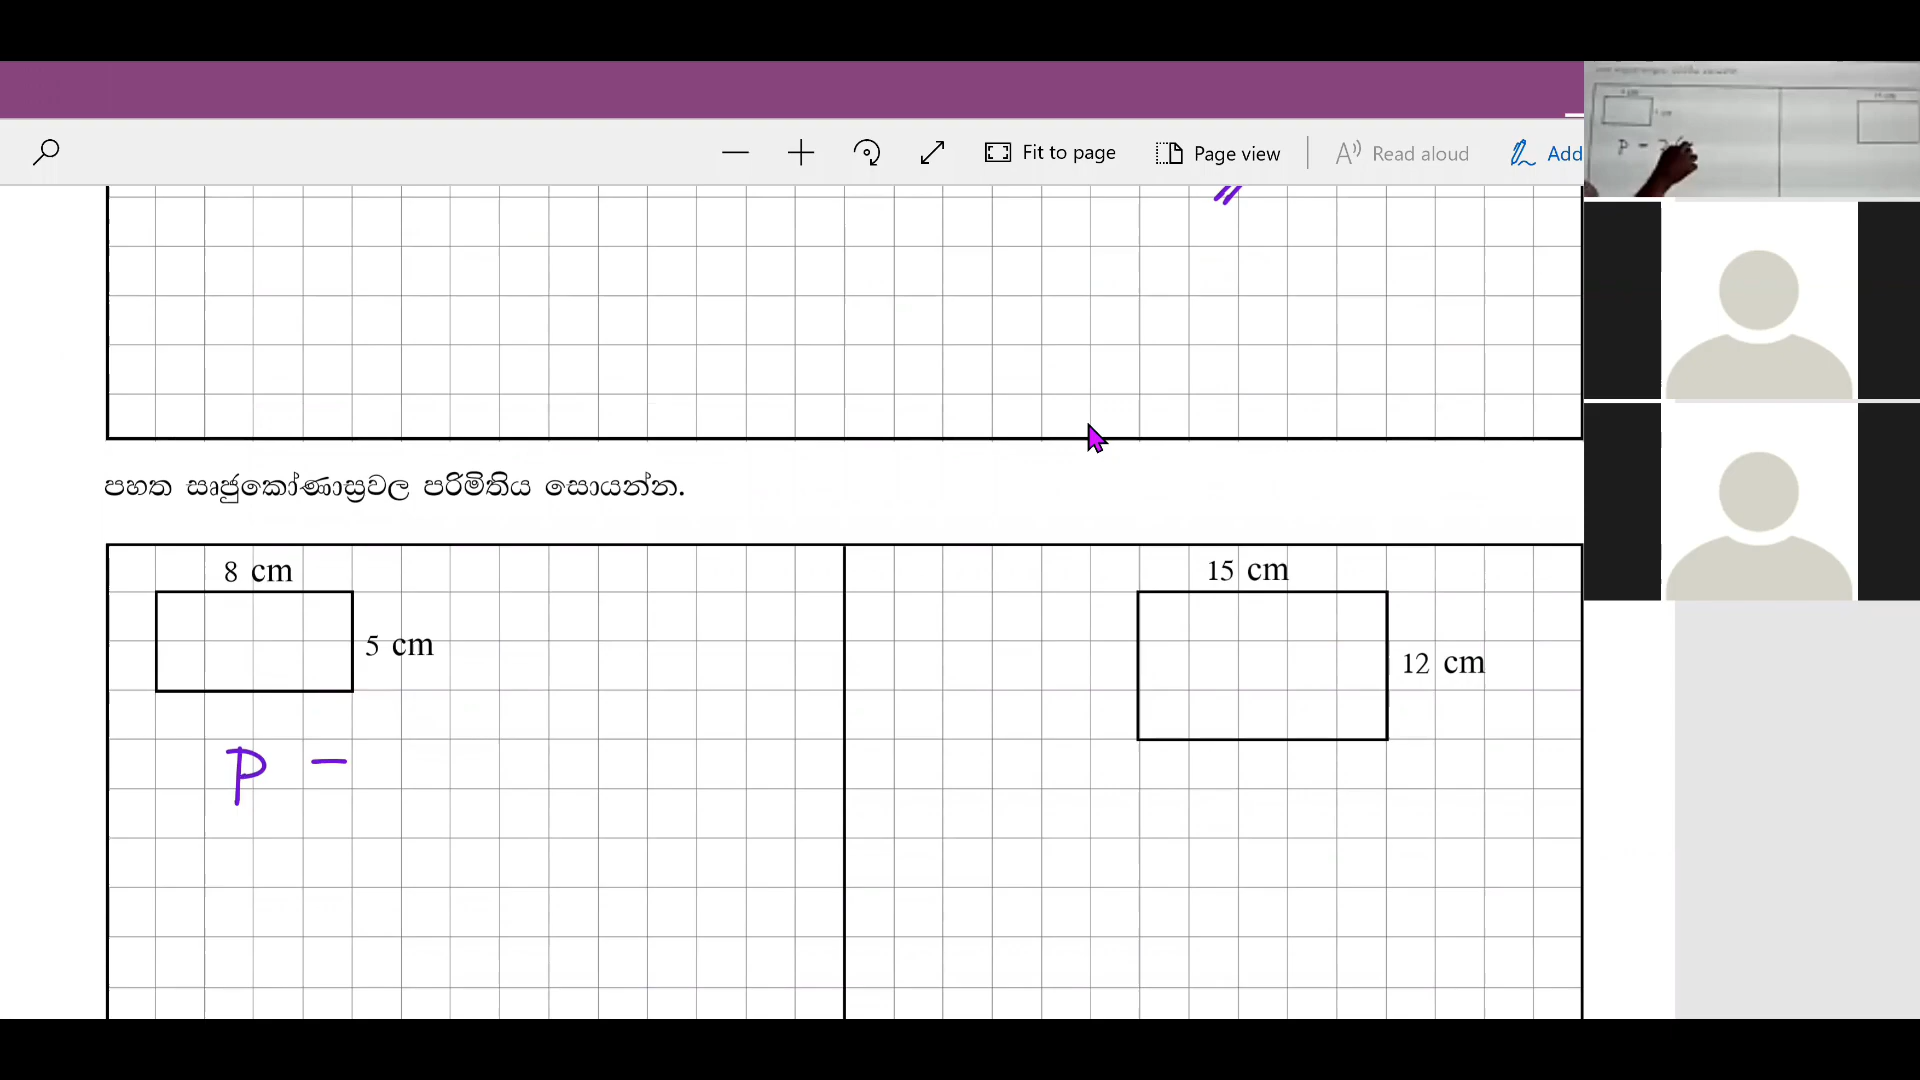 Fit to page
Page view
Read aloud
Add
පහත සෘජුකෝණාස්‍රවල පරිමිතිය සොයන්න.
8 cm
5 cm
15 cm
12 cm
P –
P –